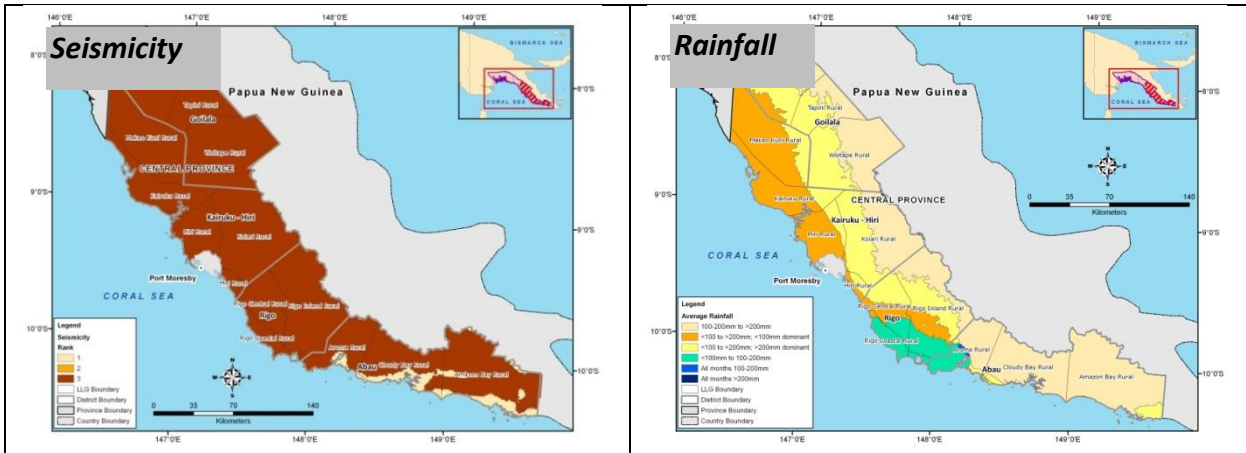 Seismicity
146°0'E
147°0'E
148°0'E
149°0'E
8°0'S
BISMARCK SEA
CORAL SEA
Papua New Guinea
Tapini Rural
Goilala
Mekeo Kuni Rural
Woitape Rural
CENTRAL PROVINCE
9°0'S
Kairuku Rural
Kairuku - Hiri
Hiri Rural
Koiari Rural
9°0'S
Port Moresby
Hiri Rural
CORAL SEA
Rigo Central Rural
Rigo Inland Rural
Rigo
Rigo Coastal Rural
10°0'S
Aroma Rural
Abau
Cloudy Bay Rural
Amazon Bay Rural
10°0'S
Legend
Seismicity
Rank
1
2
3
LLG Boundary
District Boundary
Province Boundary
Country Boundary
N
W
E
S
0 35 70 140
Kilometers
147°0'E
148°0'E
149°0'E
Rainfall
146°0'E
147°0'E
148°0'E
149°0'E
8°0'S
8°0'S
BISMARCK SEA
CORAL SEA
Papua New Guinea
Tapini Rural
Goilala
Mekeo Kuni Rural
Woitape Rural
N
W
E
S
9°0'S
CENTRAL PROVINCE
Kairuku Rural
0 35 70 140
Kilometers
Kairuku - Hiri
Hiri Rural
Koiari Rural
9°0'S
CORAL SEA
Port Moresby
Hiri Rural
Rigo Central Rural
Rigo Inland Rural
Rigo
Rigo Coastal Rural
10°0'S
Aroma Rural
Abau
Cloudy Bay Rural
Amazon Bay Rural
10°0'S
Legend
Average Rainfall
100-200mm to >200mm
<100 to >200mm; <100mm dominant
<100 to >200mm; >200mm dominant
<100mm to 100-200mm
All months 100-200mm
All months >200mm
LLG Boundary
District Boundary
Province Boundary
Country Boundary
147°0'E
148°0'E
149°0'E